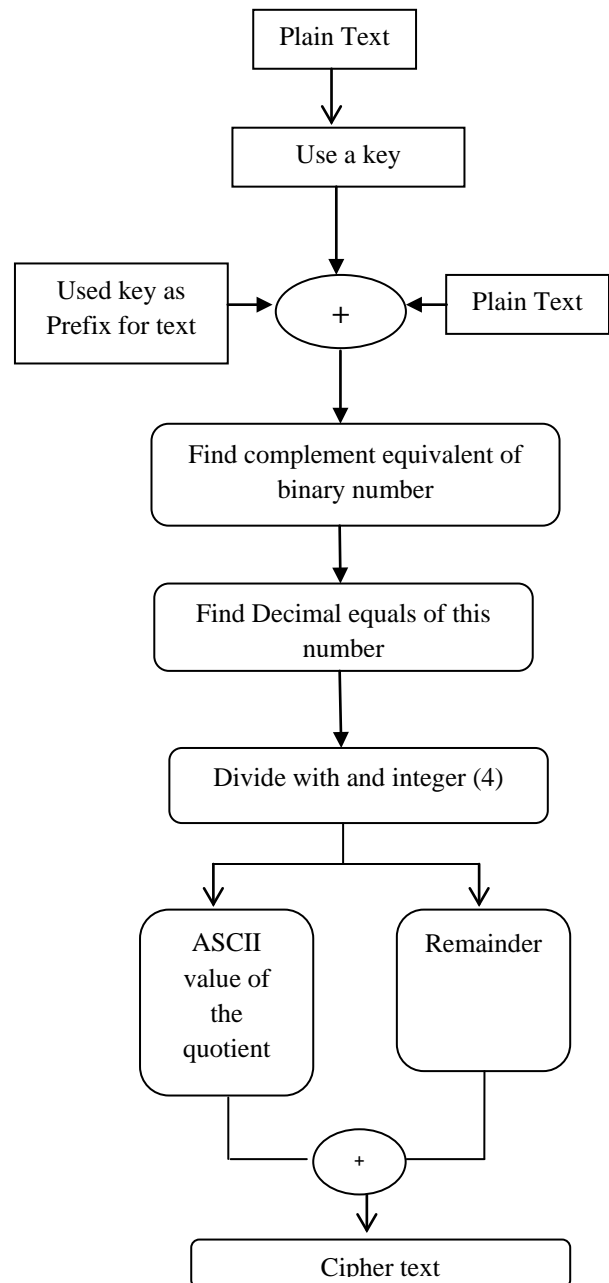 Plain Text
Use a key
Used key as
Prefix for text
+
Plain Text
Find complement equivalent of
binary number
Find Decimal equals of this
number
Divide with and integer (4)
ASCII
value of
the
quotient
Remainder
+
Cipher text